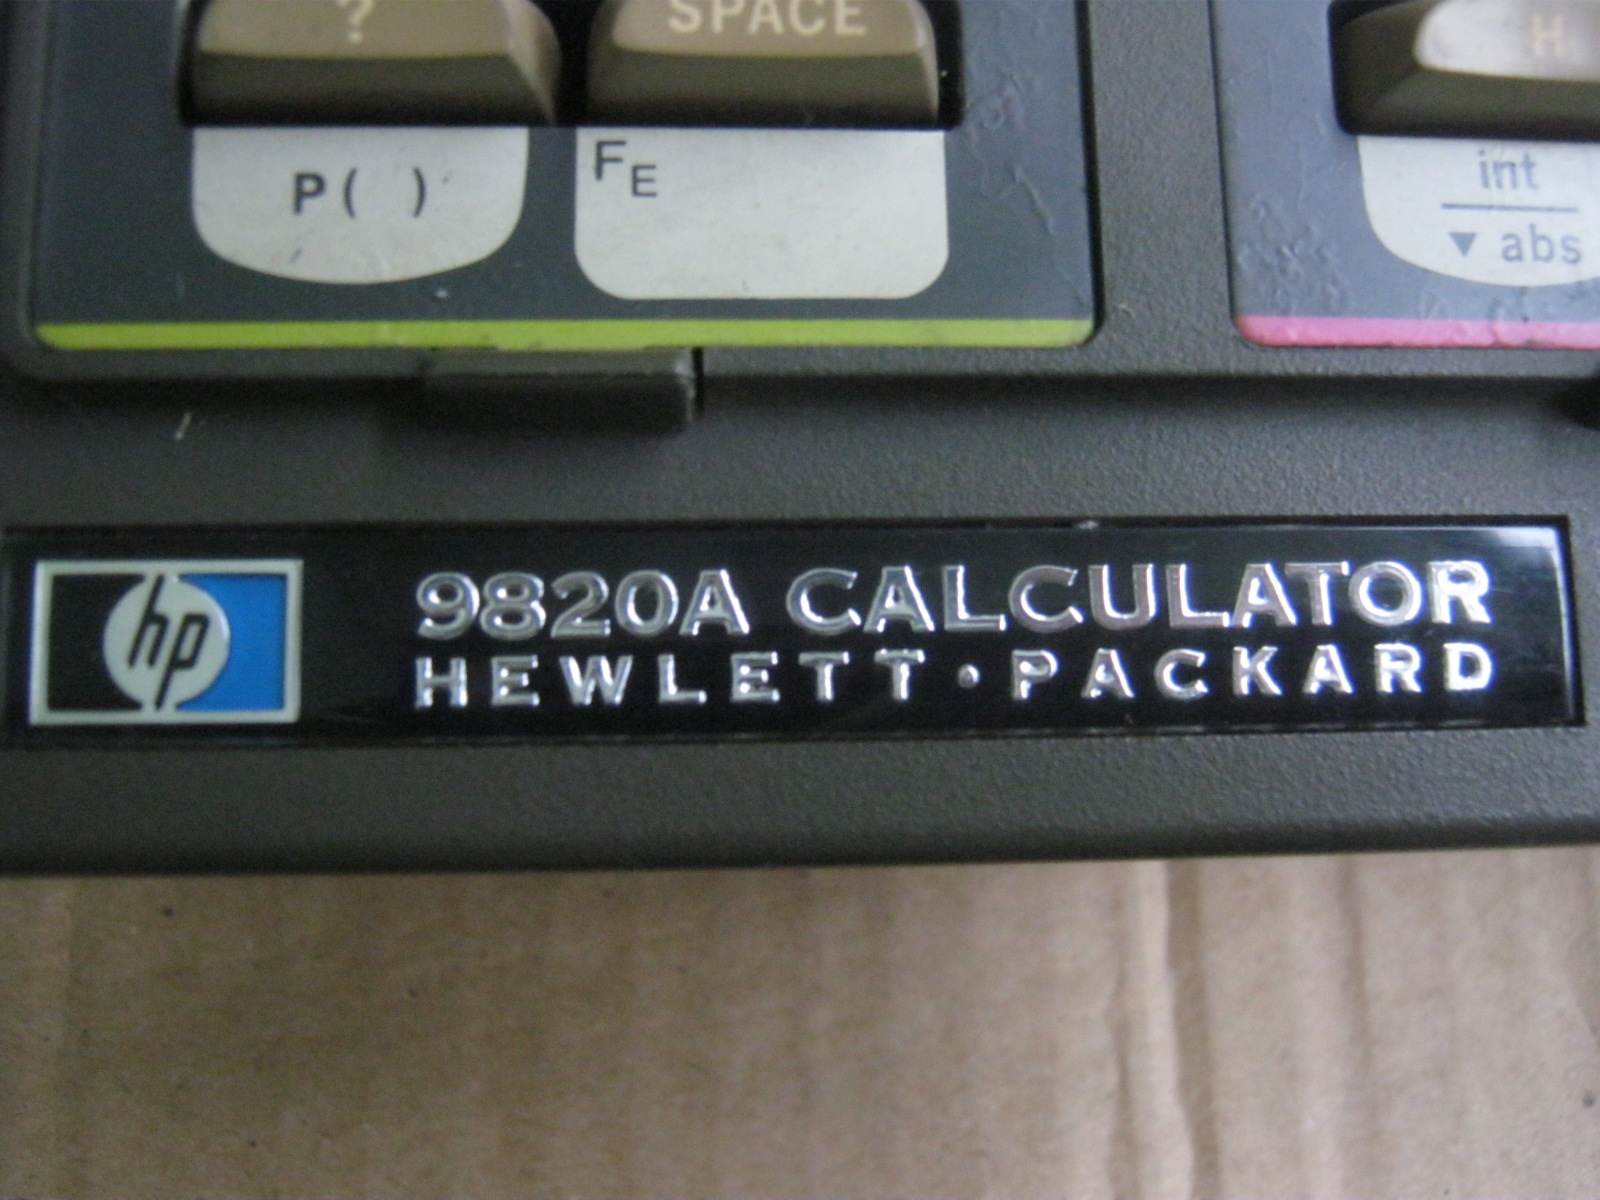 ?
SPACE
H
P( )
FE
int
▼ abs
hp
9820A CALCULATOR
HEWLETT·PACKARD